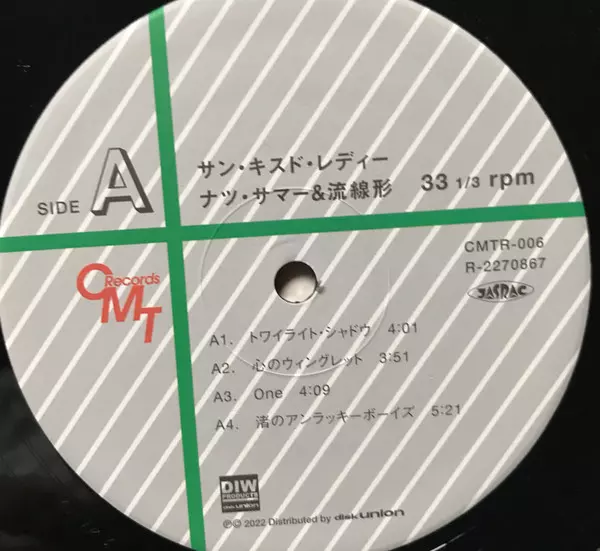 サン・キスド・レディー
ナツ・サマー&流線形 33 1/3 rpm
SIDE A
CMTR-006
R-2270867
JASRAC
CMT Records
A1. トワイライト・シャドウ 4:01
A2. 心のウィングレット 3:51
A3. One 4:09
A4. 渚のアンラッキーボーイズ 5:21
DIW
PRODUCTS
disk union
℗© 2022 Distributed by disk union